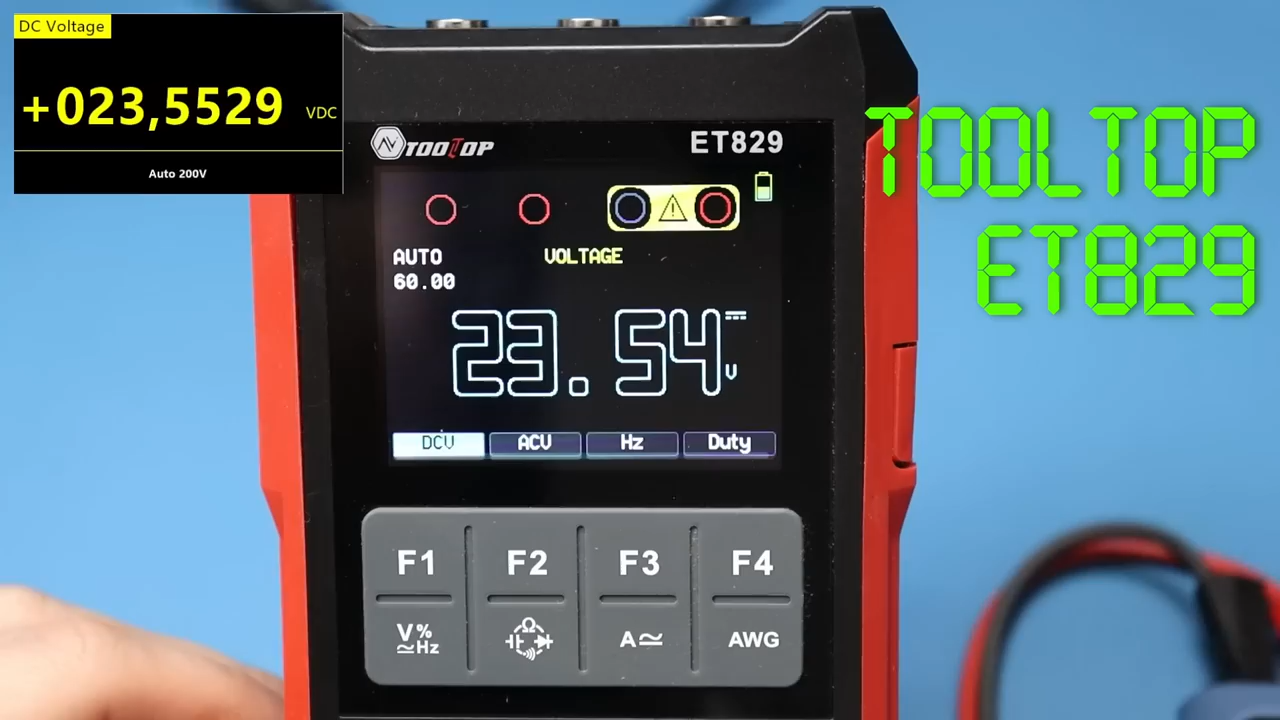 DC Voltage
+023,5529 VDC
Auto 200V
TOOLTOP
ET829
TOOLTOP
ET829
AUTO
60.00
VOLTAGE
23.54 V
DCV ACV Hz Duty
F1 F2 F3 F4
V% Hz Ω A AWG